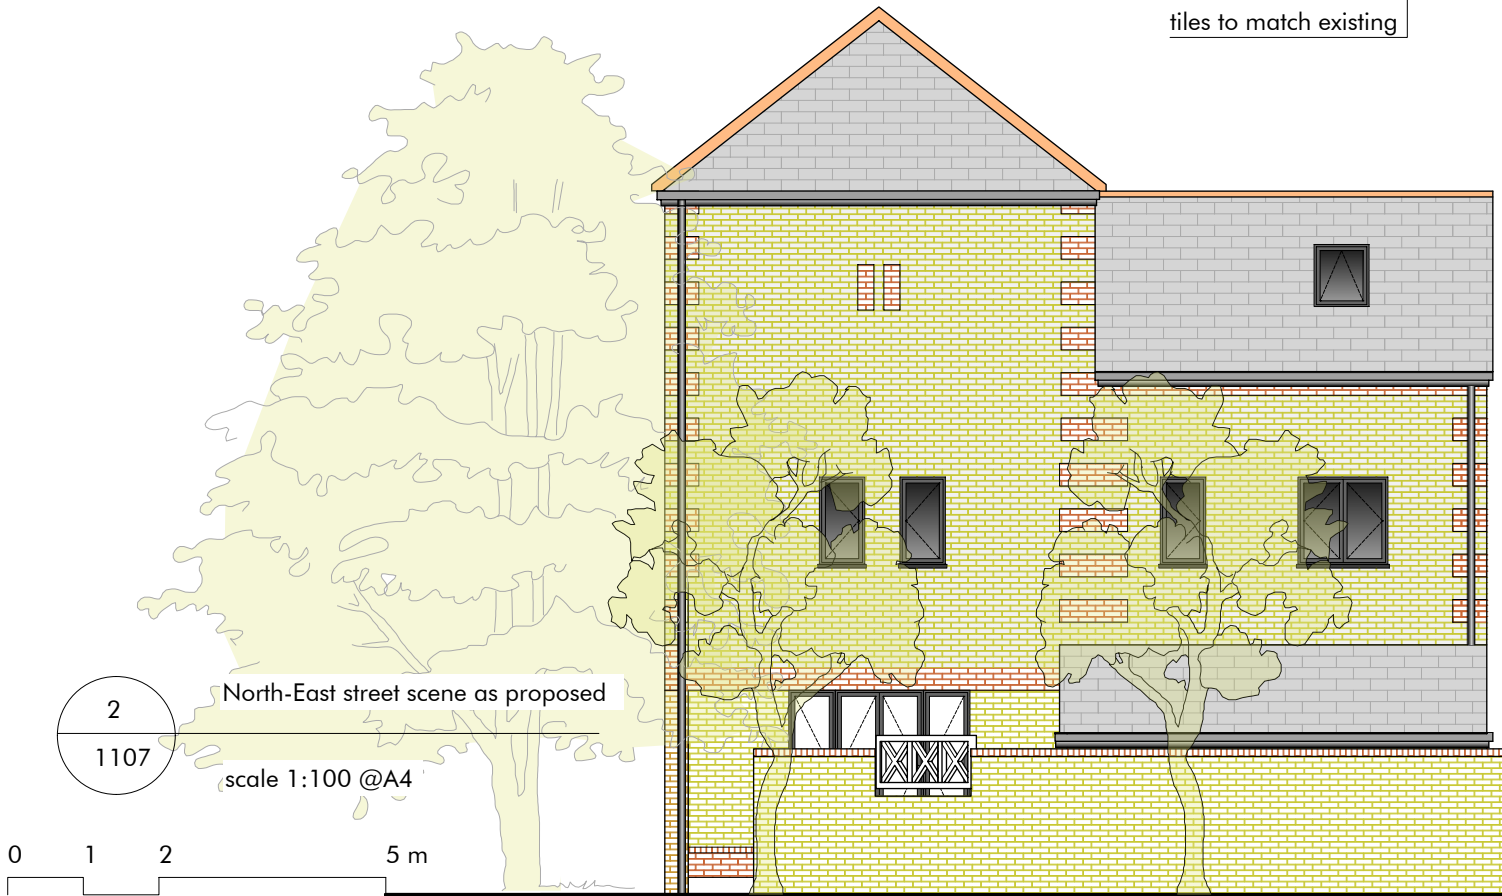 tiles to match existing
2
North-East street scene as proposed
1107
scale 1:100 @A4
0 1 2 5 m